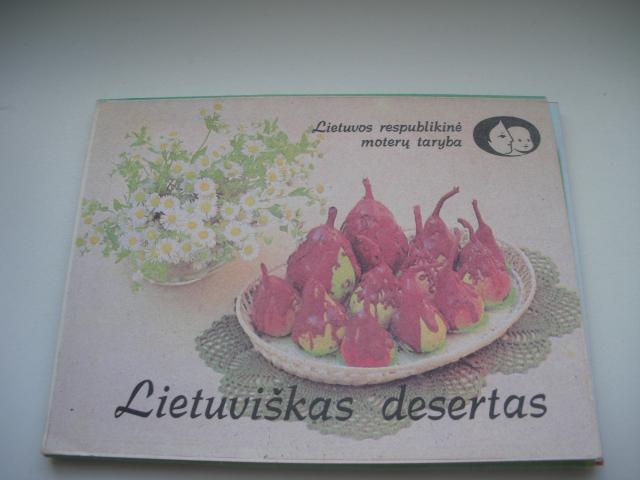 Lietuvos respublikinė
moterų taryba
Lietuviškas desertas